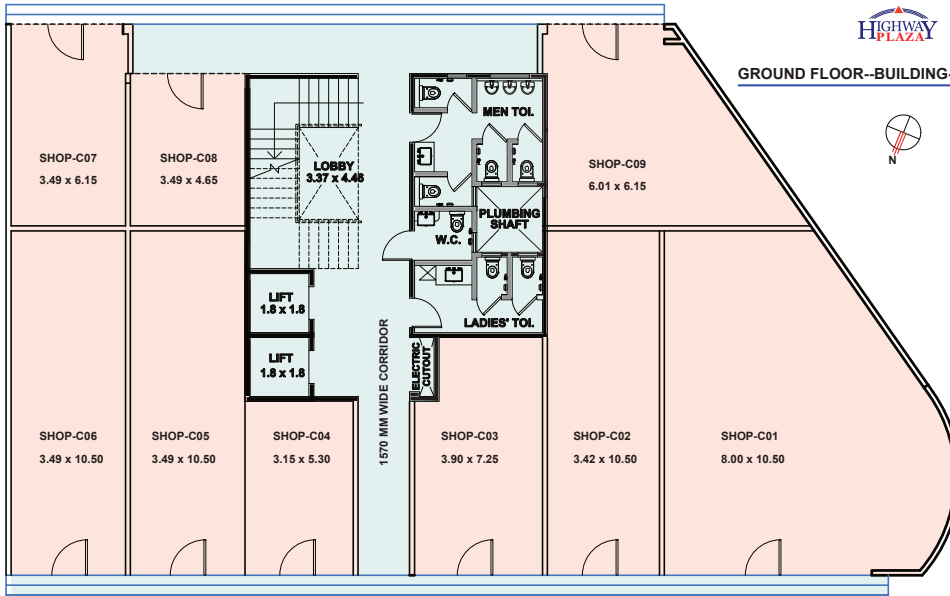 HIGHWAY
PLAZA
GROUND FLOOR--BUILDING-
N
MEN TOI.
SHOP-C07
3.49 x 6.15
SHOP-C08
3.49 x 4.65
LOBBY
3.37 x 4.46
SHOP-C09
6.01 x 6.15
PLUMBING
SHAFT
W.C.
LIFT
1.8 x 1.8
LADIES' TOI.
LIFT
1.8 x 1.8
ELECTRIC
CUTOUT
1570 MM WIDE CORRIDOR
SHOP-C06
3.49 x 10.50
SHOP-C05
3.49 x 10.50
SHOP-C04
3.15 x 5.30
SHOP-C03
3.90 x 7.25
SHOP-C02
3.42 x 10.50
SHOP-C01
8.00 x 10.50